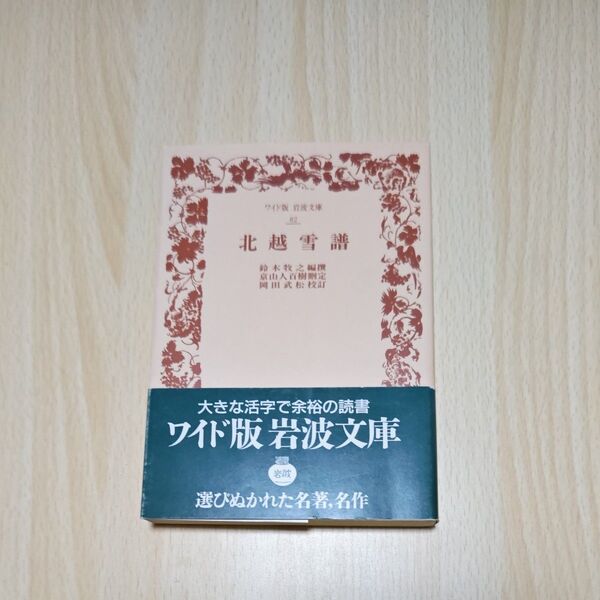 ワイド版 岩波文庫
82
北越雪譜
鈴木牧之編撰
京山人百樹刪定
岡田武松校訂
大きな活字で余裕の読書
ワイド版 岩波文庫
岩波
選びぬかれた名著,名作